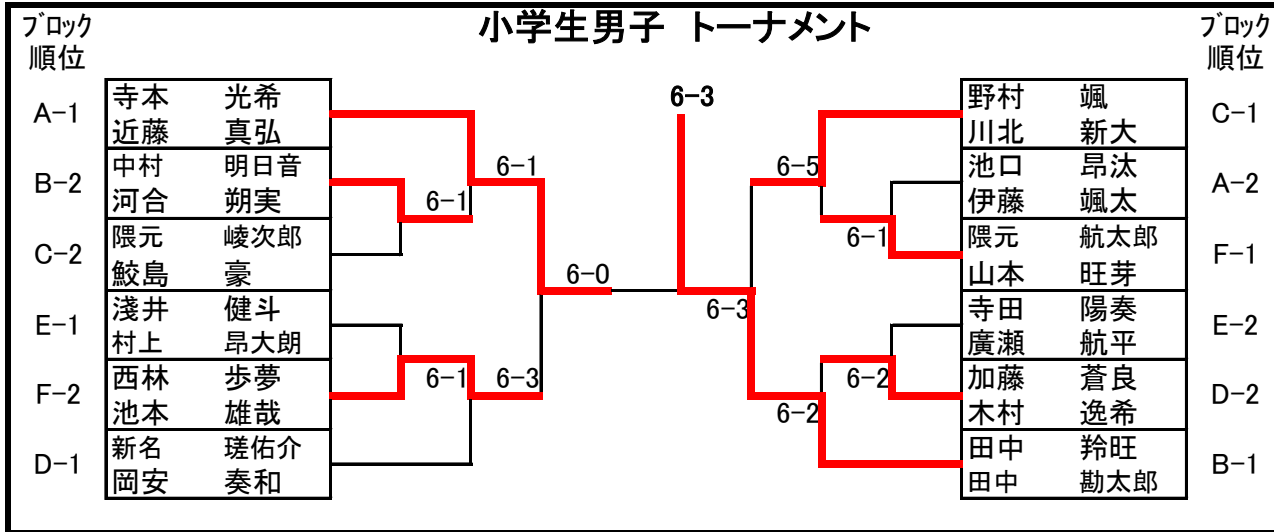 小学生男子 トーナメント
ブロック
順位
ブロック
順位
A-1
寺本 光希
近藤 真弘
B-2
中村 明日音
河合 朔実
C-2
隈元 崚次郎
鮫島 豪
E-1
淺井 健斗
村上 昂大朗
F-2
西林 歩夢
池本 雄哉
D-1
新名 瑳佑介
岡安 奏和
6-1
6-1
6-0
6-1
6-3
6-3
6-3
6-5
6-1
6-2
6-2
野村 颯
川北 新大
C-1
池口 昂汰
伊藤 颯太
A-2
隈元 航太郎
山本 旺芽
F-1
寺田 陽奏
廣瀬 航平
E-2
加藤 蒼良
木村 逸希
D-2
田中 羚旺
田中 勘太郎
B-1